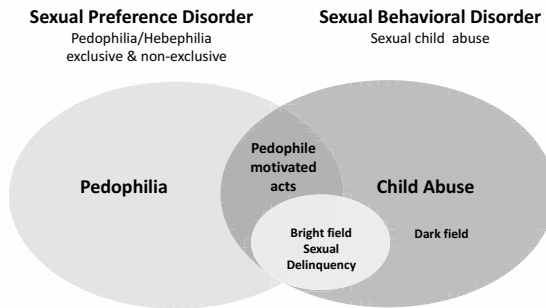 Sexual Preference Disorder
Pedophilia/Hebephilia
exclusive & non-exclusive
Sexual Behavioral Disorder
Sexual child abuse
Pedophilia
Pedophile
motivated
acts
Child Abuse
Bright field
Sexual
Delinquency
Dark field